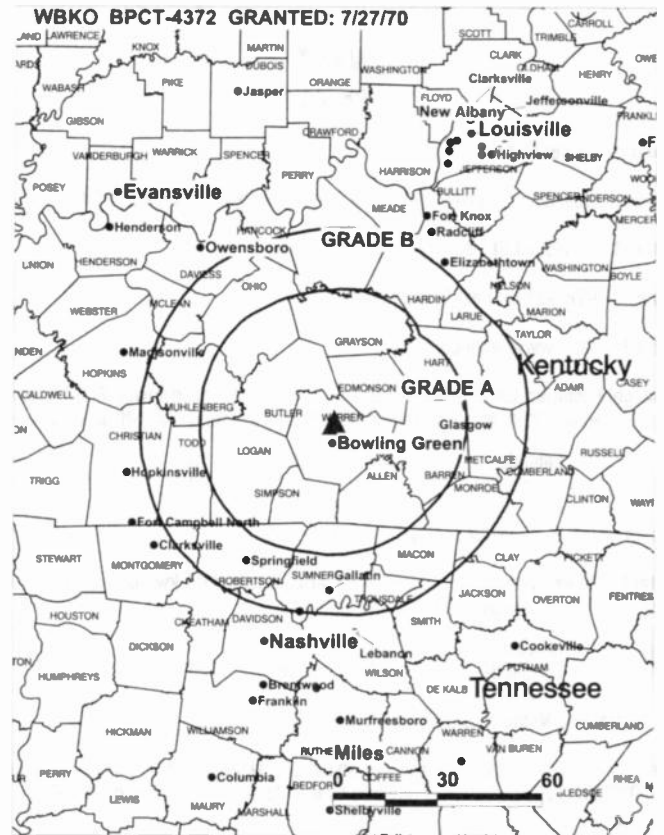 WBKO BPCT-4372 GRANTED: 7/27/70
LAWRENCE
KNOX
MARTIN
DUBOIS
SCOTT
TRIMBLE
CARROLL
WABASH
PIKE
Jasper
ORANGE
WASHINGTON
CLARK
OLDHAM
HENRY
Clarksville
GIBSON
FLOYD
Jeffersonville
New Albany
CRAWFORD
Louisville
FRANKLI
VANDERBURGH
WARRICK
SPENCER
PERRY
HARRISON
Highview
SHELBY
JEFFERSON
POSEY
Evansville
BULLITT
SPENCER
ANDERSON
MEADE
Henderson
HANCOCK
Fort Knox
MERCER
GRADE B
Radcliff
Owensboro
UNION
HENDERSON
DAVIESS
Elizabethtown
WASHINGTON
BOYLE
OHIO
NELSON
WEBSTER
MCLEAN
HARDIN
MARION
LARUE
GRAYSON
TAYLOR
Madisonville
HART
Kentucky
HOPKINS
EDMONSON
ADAIR
CASEY
CALDWELL
GRADE A
MUHLENBERG
BUTLER
WARREN
Glasgow
CHRISTIAN
TODD
Bowling Green
LOGAN
METCALFE
RUSSELL
Hopkinsville
ALLEN
BARREN
CUMBERLAND
TRIGG
SIMPSON
MONROE
CLINTON
Fort Campbell North
STEWART
Clarksville
MACON
CLAY
PICKETT
MONTGOMERY
Springfield
SUMNER
Gallatin
ROBERTSON
JACKSON
OVERTON
FENTRES
TROUSDALE
HOUSTON
CHEATHAM
DAVIDSON
SMITH
DICKSON
Nashville
Lebanon
Cookeville
WILSON
PUTNAM
HUMPHREYS
Brentwood
DE KALB
Tennessee
Franklin
HICKMAN
WILLIAMSON
Murfreesboro
WARREN
CUMBERLAND
RUTHE
Miles
CANNON
VAN BUREN
PERRY
Columbia
0
30
60
COFFEE
BEDFOR
RHEA
LEWIS
MAURY
MARSHALL
Shelbyville